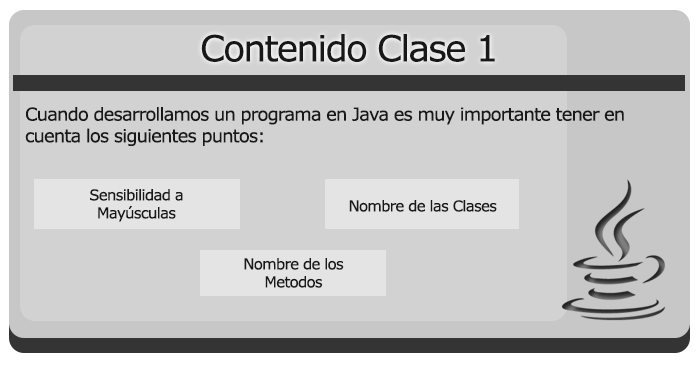 Contenido Clase 1
Cuando desarrollamos un programa en Java es muy importante tener en
cuenta los siguientes puntos:
Sensibilidad a
Mayúsculas
Nombre de las Clases
Nombre de los
Metodos